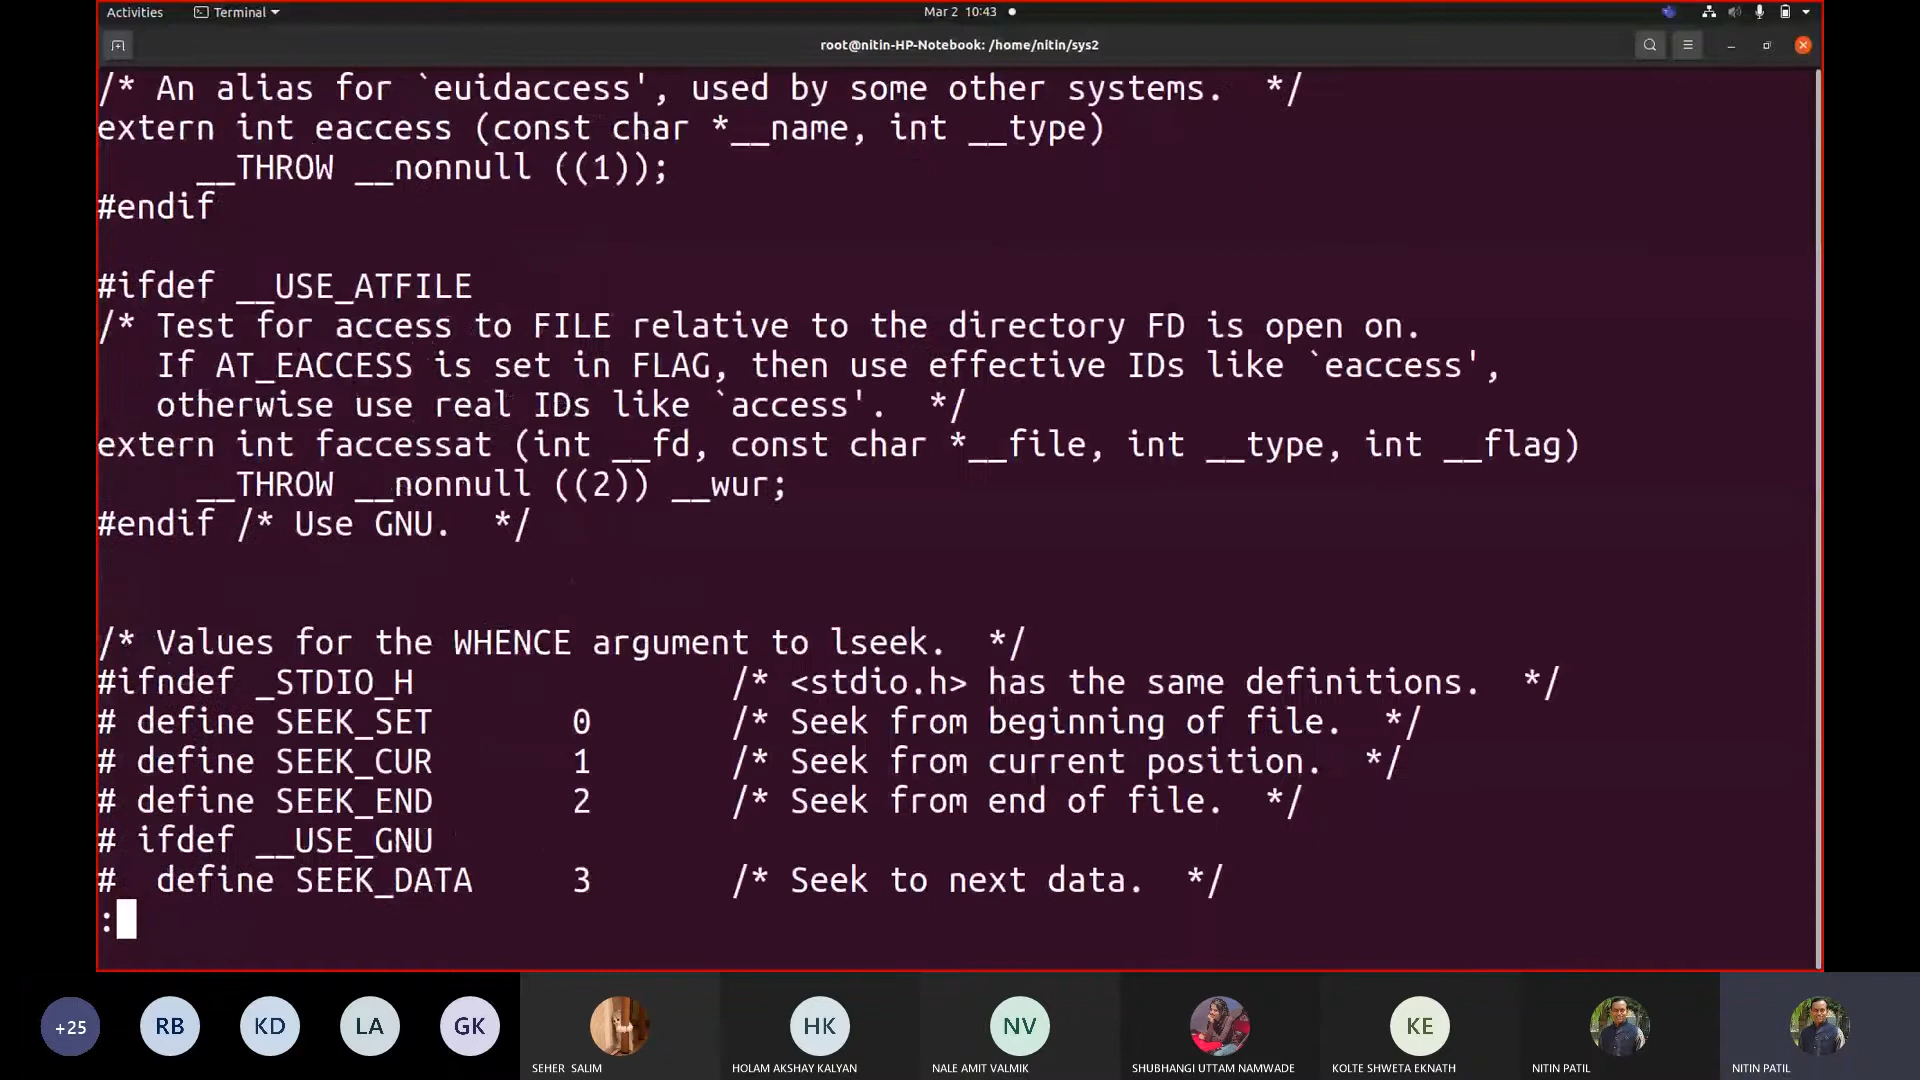 Activities Terminal Mar 2 10:43
root@nitin-HP-Notebook: /home/nitin/sys2
/* An alias for `euidaccess', used by some other systems.  */
extern int eaccess (const char *__name, int __type)
     __THROW __nonnull ((1));
#endif
#ifdef __USE_ATFILE
/* Test for access to FILE relative to the directory FD is open on.
   If AT_EACCESS is set in FLAG, then use effective IDs like `eaccess',
   otherwise use real IDs like `access'.  */
extern int faccessat (int __fd, const char *__file, int __type, int __flag)
     __THROW __nonnull ((2)) __wur;
#endif /* Use GNU.  */
/* Values for the WHENCE argument to lseek.  */
#ifndef _STDIO_H                /* <stdio.h> has the same definitions.  */
# define SEEK_SET       0       /* Seek from beginning of file.  */
# define SEEK_CUR       1       /* Seek from current position.  */
# define SEEK_END       2       /* Seek from end of file.  */
# ifdef __USE_GNU
#  define SEEK_DATA     3       /* Seek to next data.  */
:
+25 RB KD LA GK HK NV KE
SEHER SALIM HOLAM AKSHAY KALYAN NALE AMIT VALMIK SHUBHANGI UTTAM NAMWADE KOLTE SHWETA EKNATH NITIN PATIL NITIN PATIL